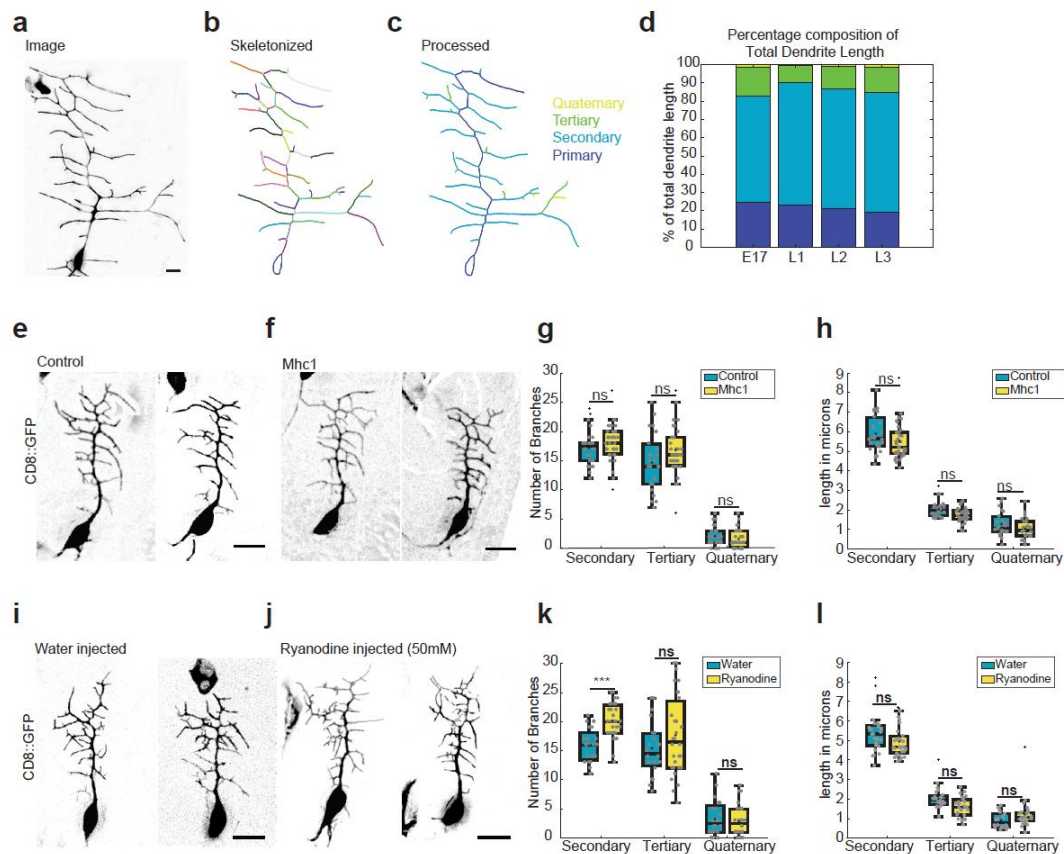 a
Image
b
Skeletonized
c
Processed
Quaternary
Tertiary
Secondary
Primary
d
Percentage composition of
Total Dendrite Length
% of total dendrite length
100
90
80
70
60
50
40
30
20
10
0
E17 L1 L2 L3
e
Control
CD8::GFP
f
Mhc1
g
Number of Branches
30
25
20
15
10
5
0
ns ns ns
Control
Mhc1
Secondary Tertiary Quaternary
h
length in microns
9
8
7
6
5
4
3
2
1
0
ns ns ns
Control
Mhc1
Secondary Tertiary Quaternary
i
Water injected
CD8::GFP
j
Ryanodine injected (50mM)
k
Number of Branches
30
25
20
15
10
5
0
*** ns ns
Water
Ryanodine
Secondary Tertiary Quaternary
l
length in microns
9
8
7
6
5
4
3
2
1
0
ns ns ns
Water
Ryanodine
Secondary Tertiary Quaternary